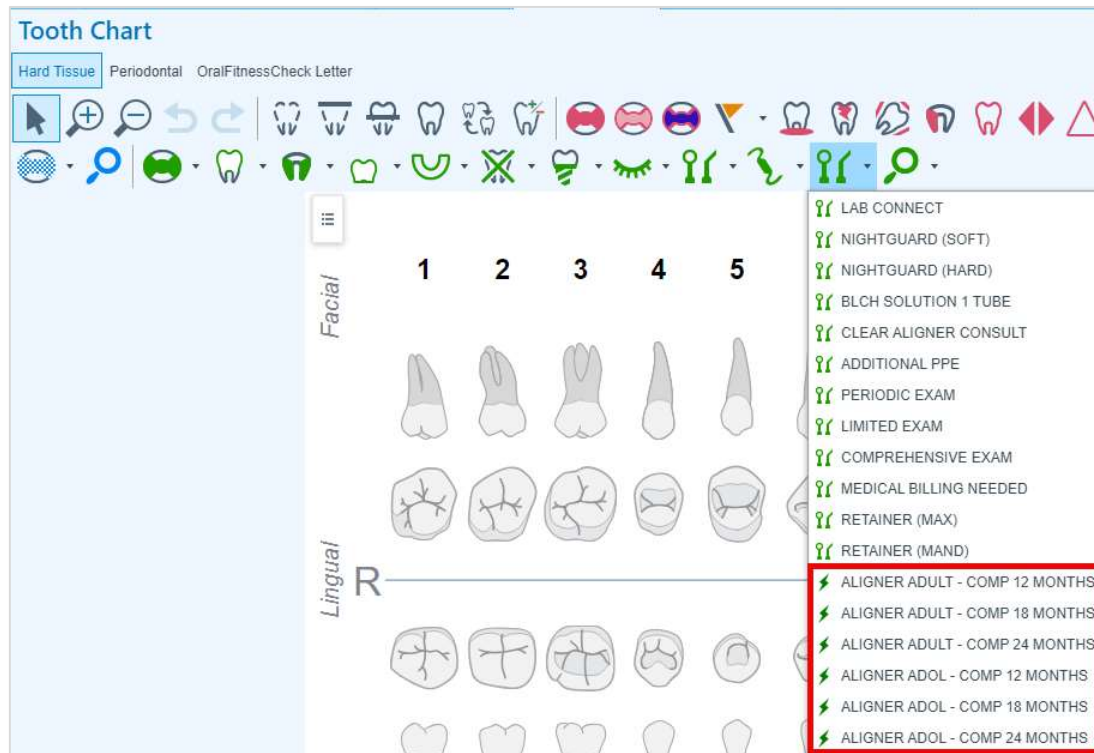 Tooth Chart
Hard Tissue Periodontal OralFitnessCheck Letter
Facial
1 2 3 4 5
Lingual
R
LAB CONNECT
NIGHTGUARD (SOFT)
NIGHTGUARD (HARD)
BLCH SOLUTION 1 TUBE
CLEAR ALIGNER CONSULT
ADDITIONAL PPE
PERIODIC EXAM
LIMITED EXAM
COMPREHENSIVE EXAM
MEDICAL BILLING NEEDED
RETAINER (MAX)
RETAINER (MAND)
ALIGNER ADULT - COMP 12 MONTHS
ALIGNER ADULT - COMP 18 MONTHS
ALIGNER ADULT - COMP 24 MONTHS
ALIGNER ADOL - COMP 12 MONTHS
ALIGNER ADOL - COMP 18 MONTHS
ALIGNER ADOL - COMP 24 MONTHS